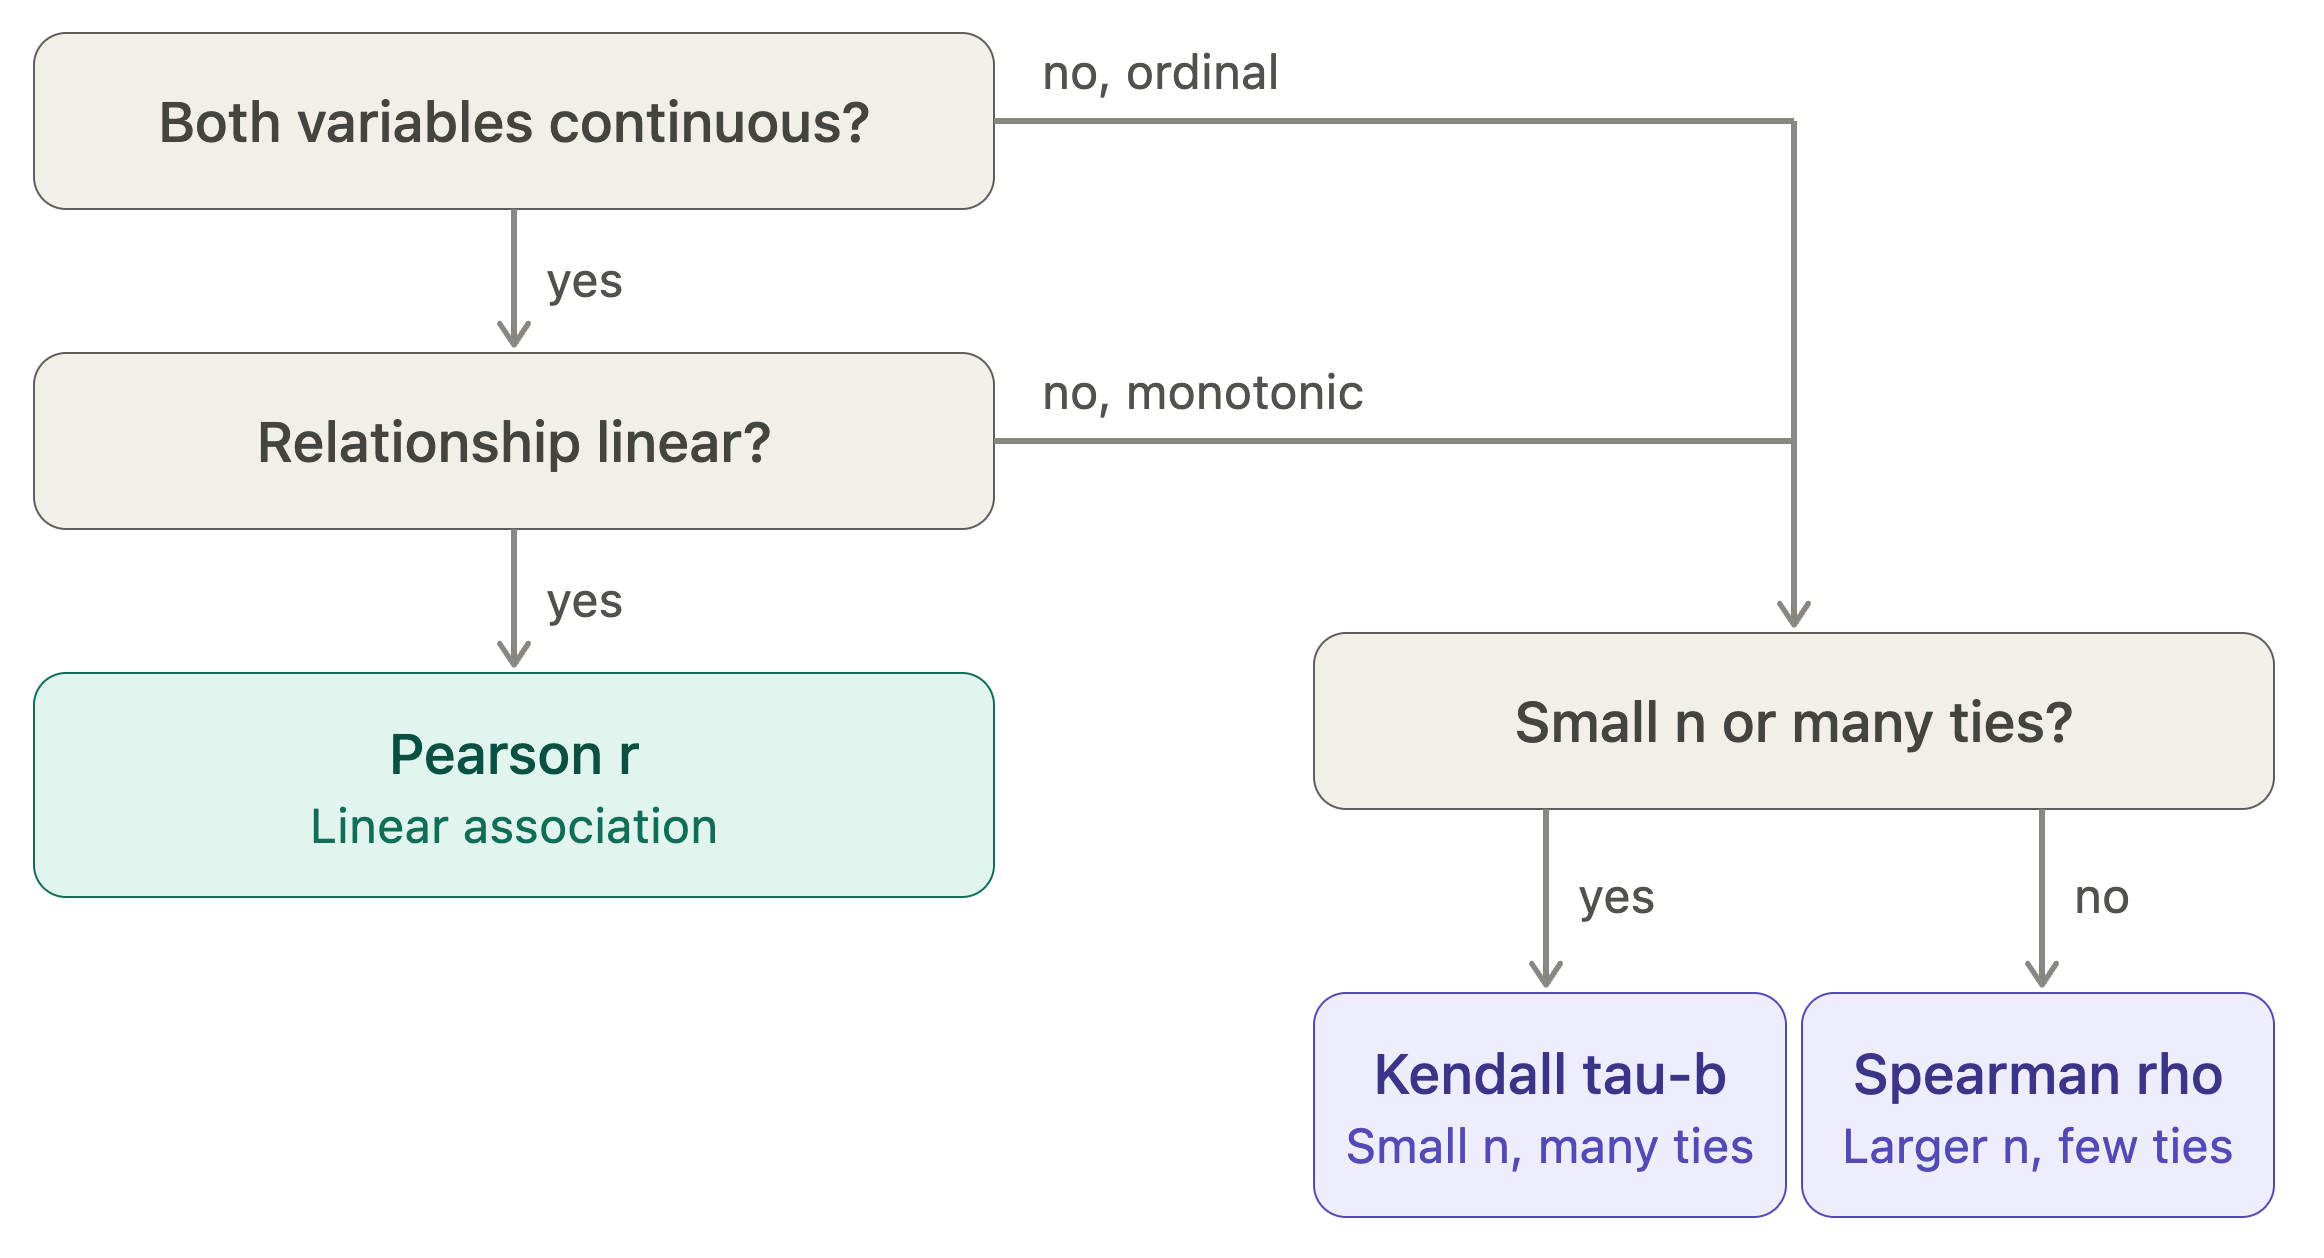 Both variables continuous?
no, ordinal
yes
Relationship linear?
no, monotonic
yes
Pearson r
Linear association
Small n or many ties?
yes
no
Kendall tau-b
Small n, many ties
Spearman rho
Larger n, few ties